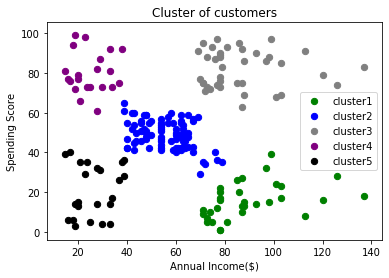 Cluster of customers
100
80
60
40
20
0
Spending Score
cluster1
cluster2
cluster3
cluster4
cluster5
20 40 60 80 100 120 140
Annual Income($)